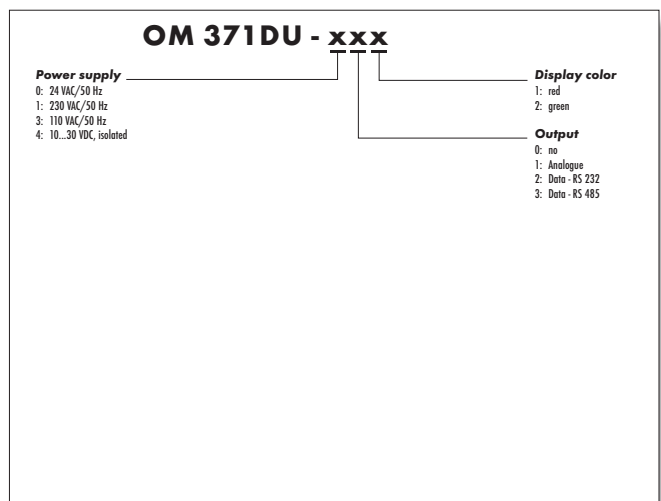 OM 371DU - xxx
Power supply
0: 24 VAC/50 Hz
1: 230 VAC/50 Hz
3: 110 VAC/50 Hz
4: 10...30 VDC, isolated
Display color
1: red
2: green
Output
0: no
1: Analogue
2: Data - RS 232
3: Data - RS 485